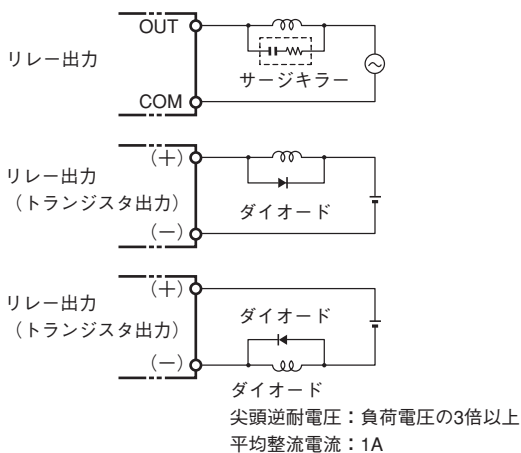 OUT
リレー出力
サージキラー
COM
(+)
リレー出力
(トランジスタ出力)
ダイオード
(−)
(+)
リレー出力
(トランジスタ出力)
ダイオード
(−)
ダイオード
尖頭逆耐電圧：負荷電圧の3倍以上
平均整流電流：1A